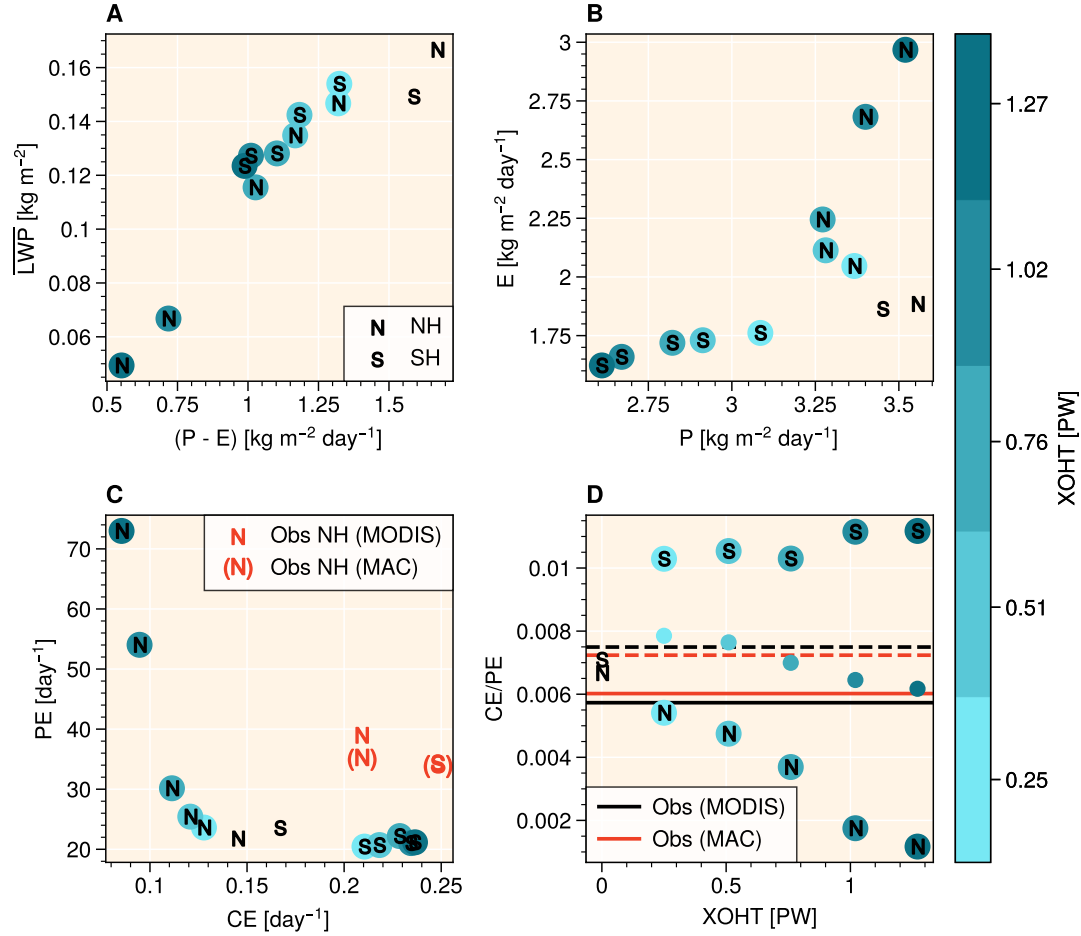 A
LWP [kg m⁻²]
0.16
0.14
0.12
0.1
0.08
0.06
N
S
S
N
S
N
S
S
S
N
N
N
N NH
S SH
0.5 0.75 1 1.25 1.5
(P - E) [kg m⁻² day⁻¹]
B
E [kg m⁻² day⁻¹]
3
2.75
2.5
2.25
2
1.75
N
N
N
N
N
S N
S S S S S
2.75 3 3.25 3.5
P [kg m⁻² day⁻¹]
1.27
1.02
0.76
0.51
0.25
XOHT [PW]
C
PE [day⁻¹]
70
60
50
40
30
20
N Obs NH (MODIS)
(N) Obs NH (MAC)
N
N
N
(N) (S)
N
N N N S
S S S S S
0.1 0.15 0.2 0.25
CE [day⁻¹]
D
CE/PE
0.01
0.008
0.006
0.004
0.002
S S S S S
S
N
N N N N N
Obs (MODIS)
Obs (MAC)
0 0.5 1
XOHT [PW]